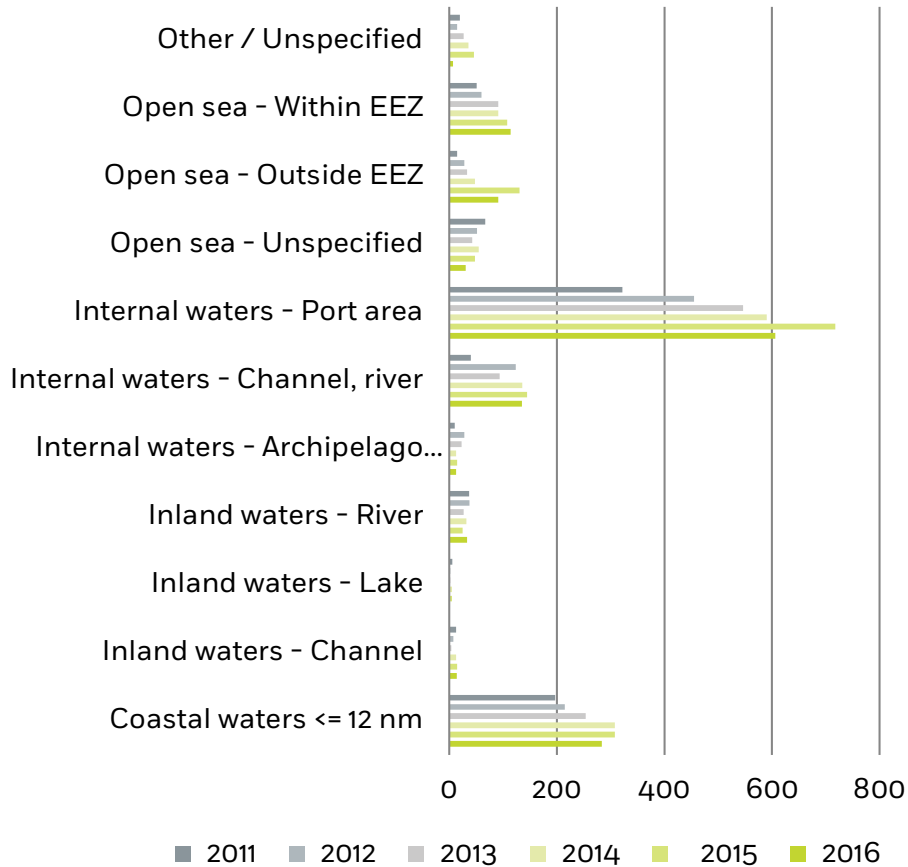 Other / Unspecified
Open sea - Within EEZ
Open sea - Outside EEZ
Open sea - Unspecified
Internal waters - Port area
Internal waters - Channel, river
Internal waters - Archipelago...
Inland waters - River
Inland waters - Lake
Inland waters - Channel
Coastal waters <= 12 nm
0 200 400 600 800
2011 2012 2013 2014 2015 2016